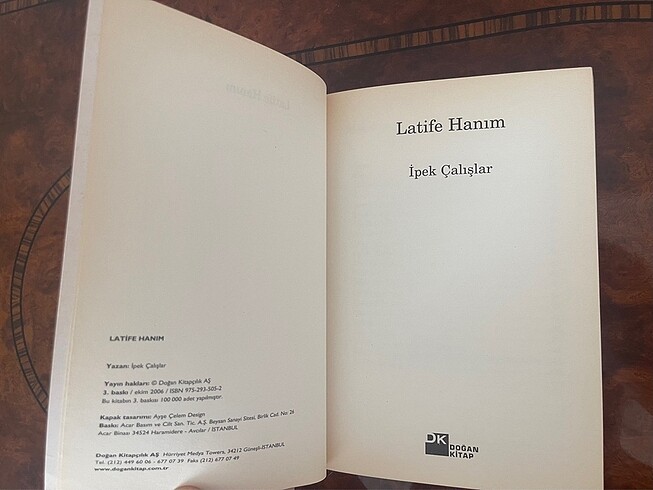 LATİFE HANIM
Yazan: İpek Çalışlar
Yayın hakları: © Doğan Kitapçılık AŞ
3. baskı / ekim 2006 / ISBN 975-293-505-2
Bu kitabın 3. baskısı 100 000 adet yapılmıştır.
Kapak tasarımı: Ayşe Çelem Design
Baskı: Acar Basım ve Cilt San. Tic. A.Ş. Beysan Sanayi Sitesi, Birlik Cad. No: 26
Acar Binası 34524 Haramidere - Avcılar / İSTANBUL
Doğan Kitapçılık AŞ Hürriyet Medya Towers, 34212 Güneşli-İSTANBUL
Tel. (212) 449 60 06 - 677 07 39 Faks (212) 677 07 49
www.dogankitap.com.tr
Latife Hanım
İpek Çalışlar
DK DOĞAN
KİTAP